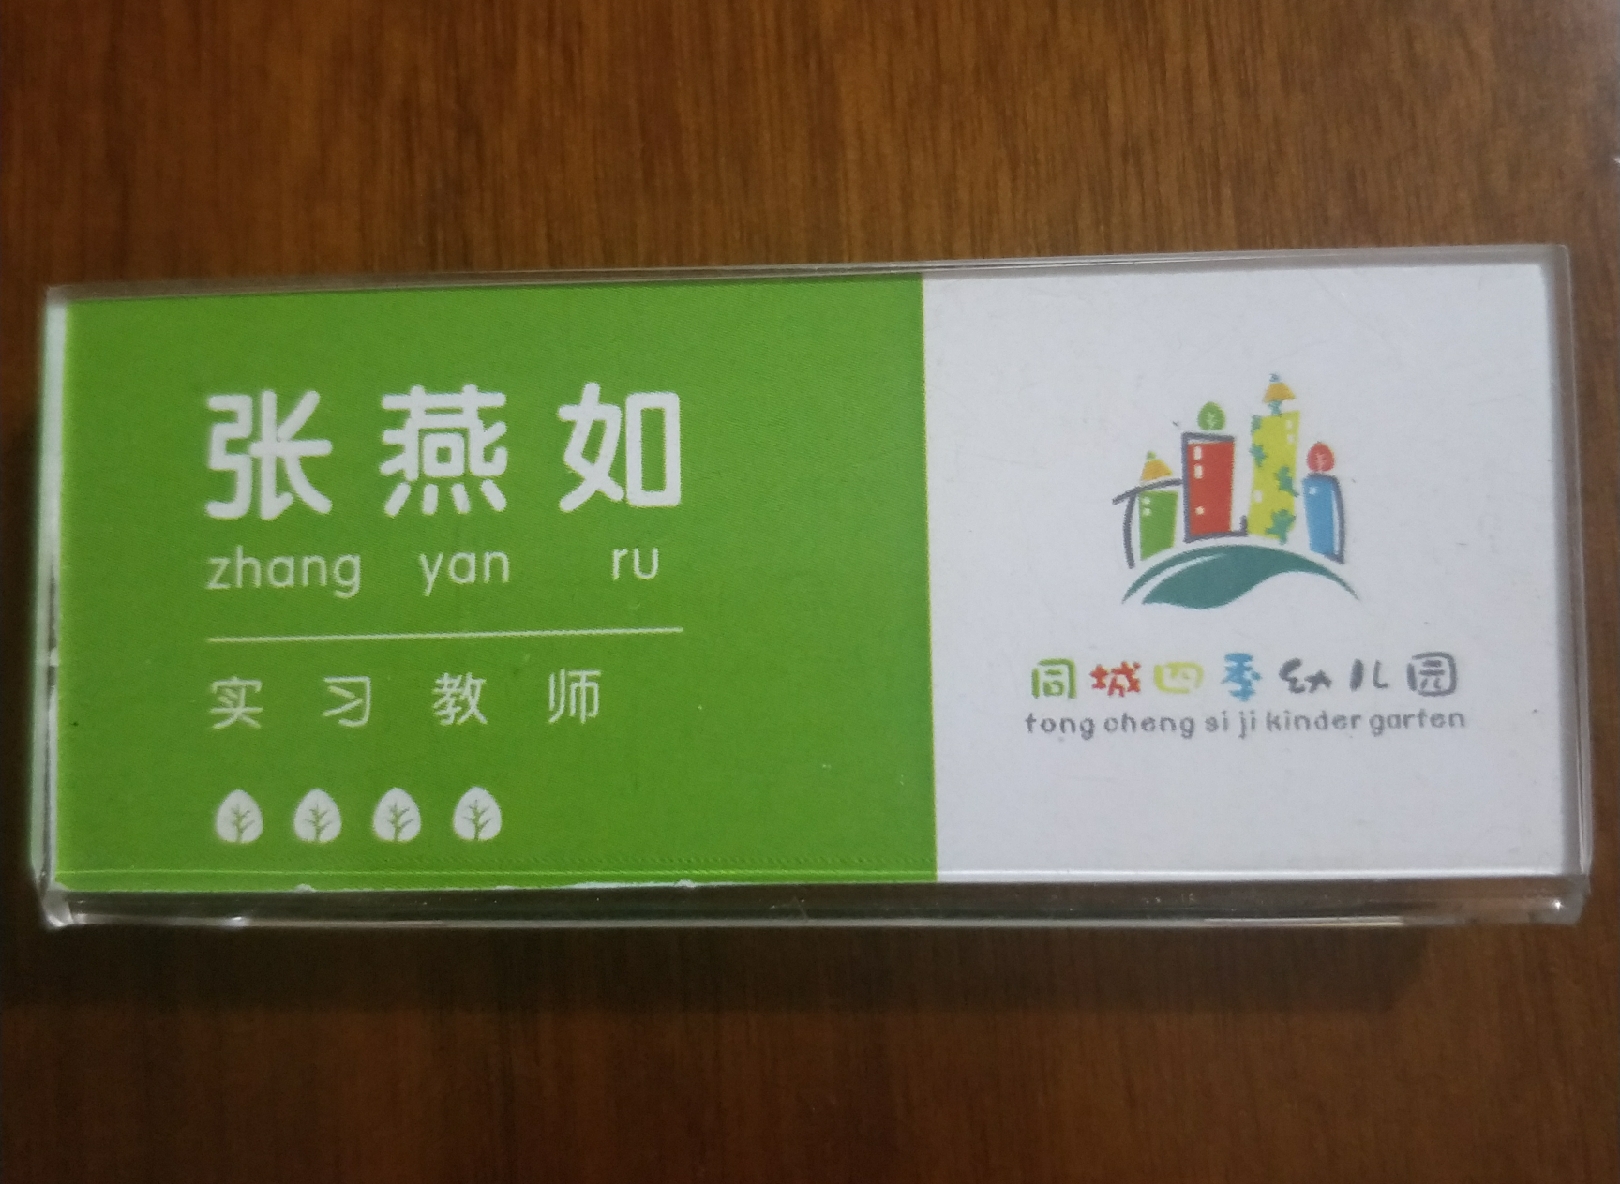 张燕如
zhang yan ru
实习教师
同城四季幼儿园
tong cheng si ji kinder garten